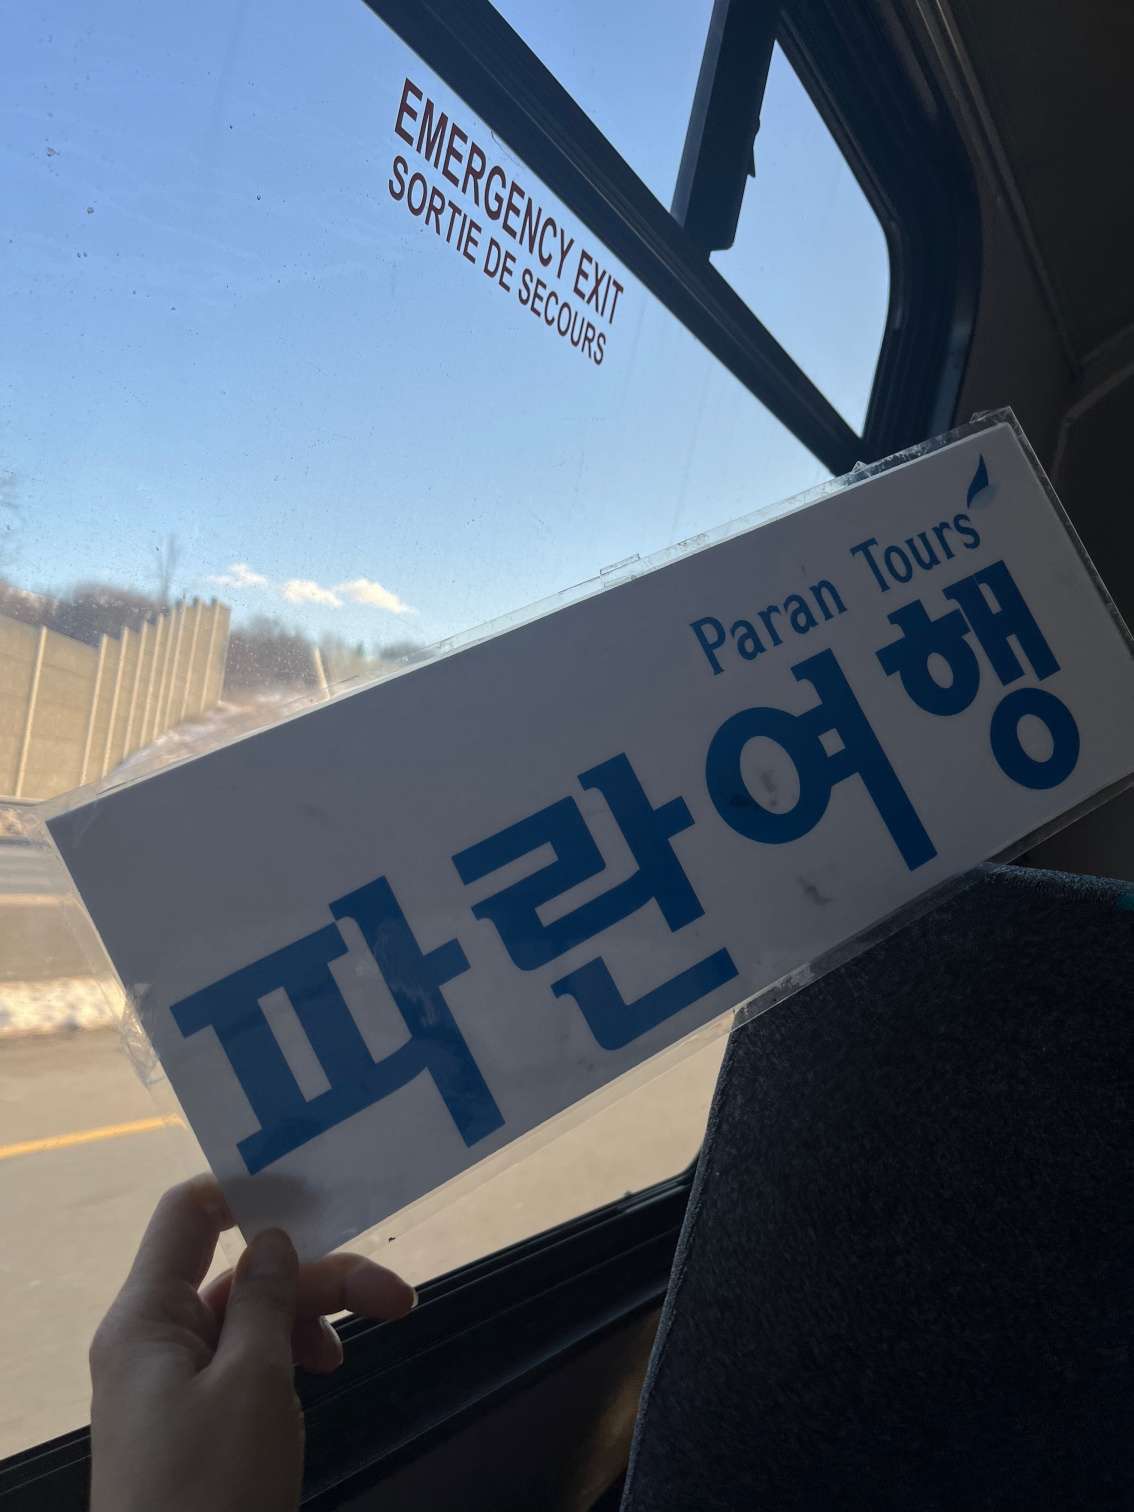 EMERGENCY EXIT
SORTIE DE SECOURS
Paran Tours
파란여행